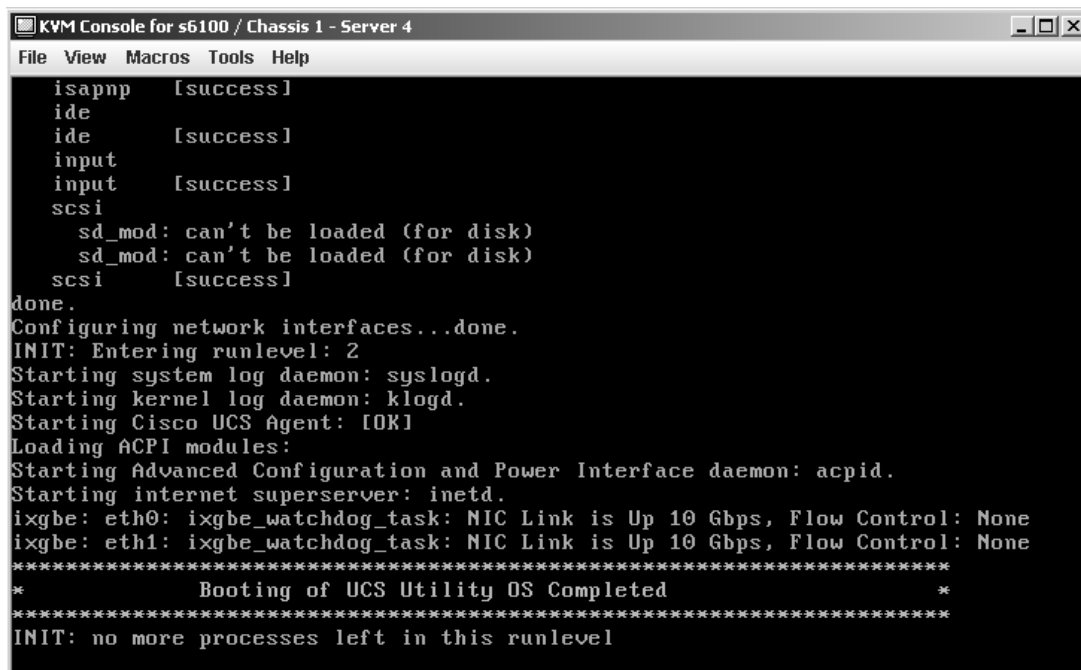 KVM Console for s6100 / Chassis 1 - Server 4
File View Macros Tools Help
isapnp [success]
ide
ide [success]
input
input [success]
scsi
sd_mod: can't be loaded (for disk)
sd_mod: can't be loaded (for disk)
scsi [success]
done.
Configuring network interfaces...done.
INIT: Entering runlevel: 2
Starting system log daemon: syslogd.
Starting kernel log daemon: klogd.
Starting Cisco UCS Agent: [OK]
Loading ACPI modules:
Starting Advanced Configuration and Power Interface daemon: acpid.
Starting internet superserver: inetd.
ixgbe: eth0: ixgbe_watchdog_task: NIC Link is Up 10 Gbps, Flow Control: None
ixgbe: eth1: ixgbe_watchdog_task: NIC Link is Up 10 Gbps, Flow Control: None
**********************************************************************
* Booting of UCS Utility OS Completed *
**********************************************************************
INIT: no more processes left in this runlevel